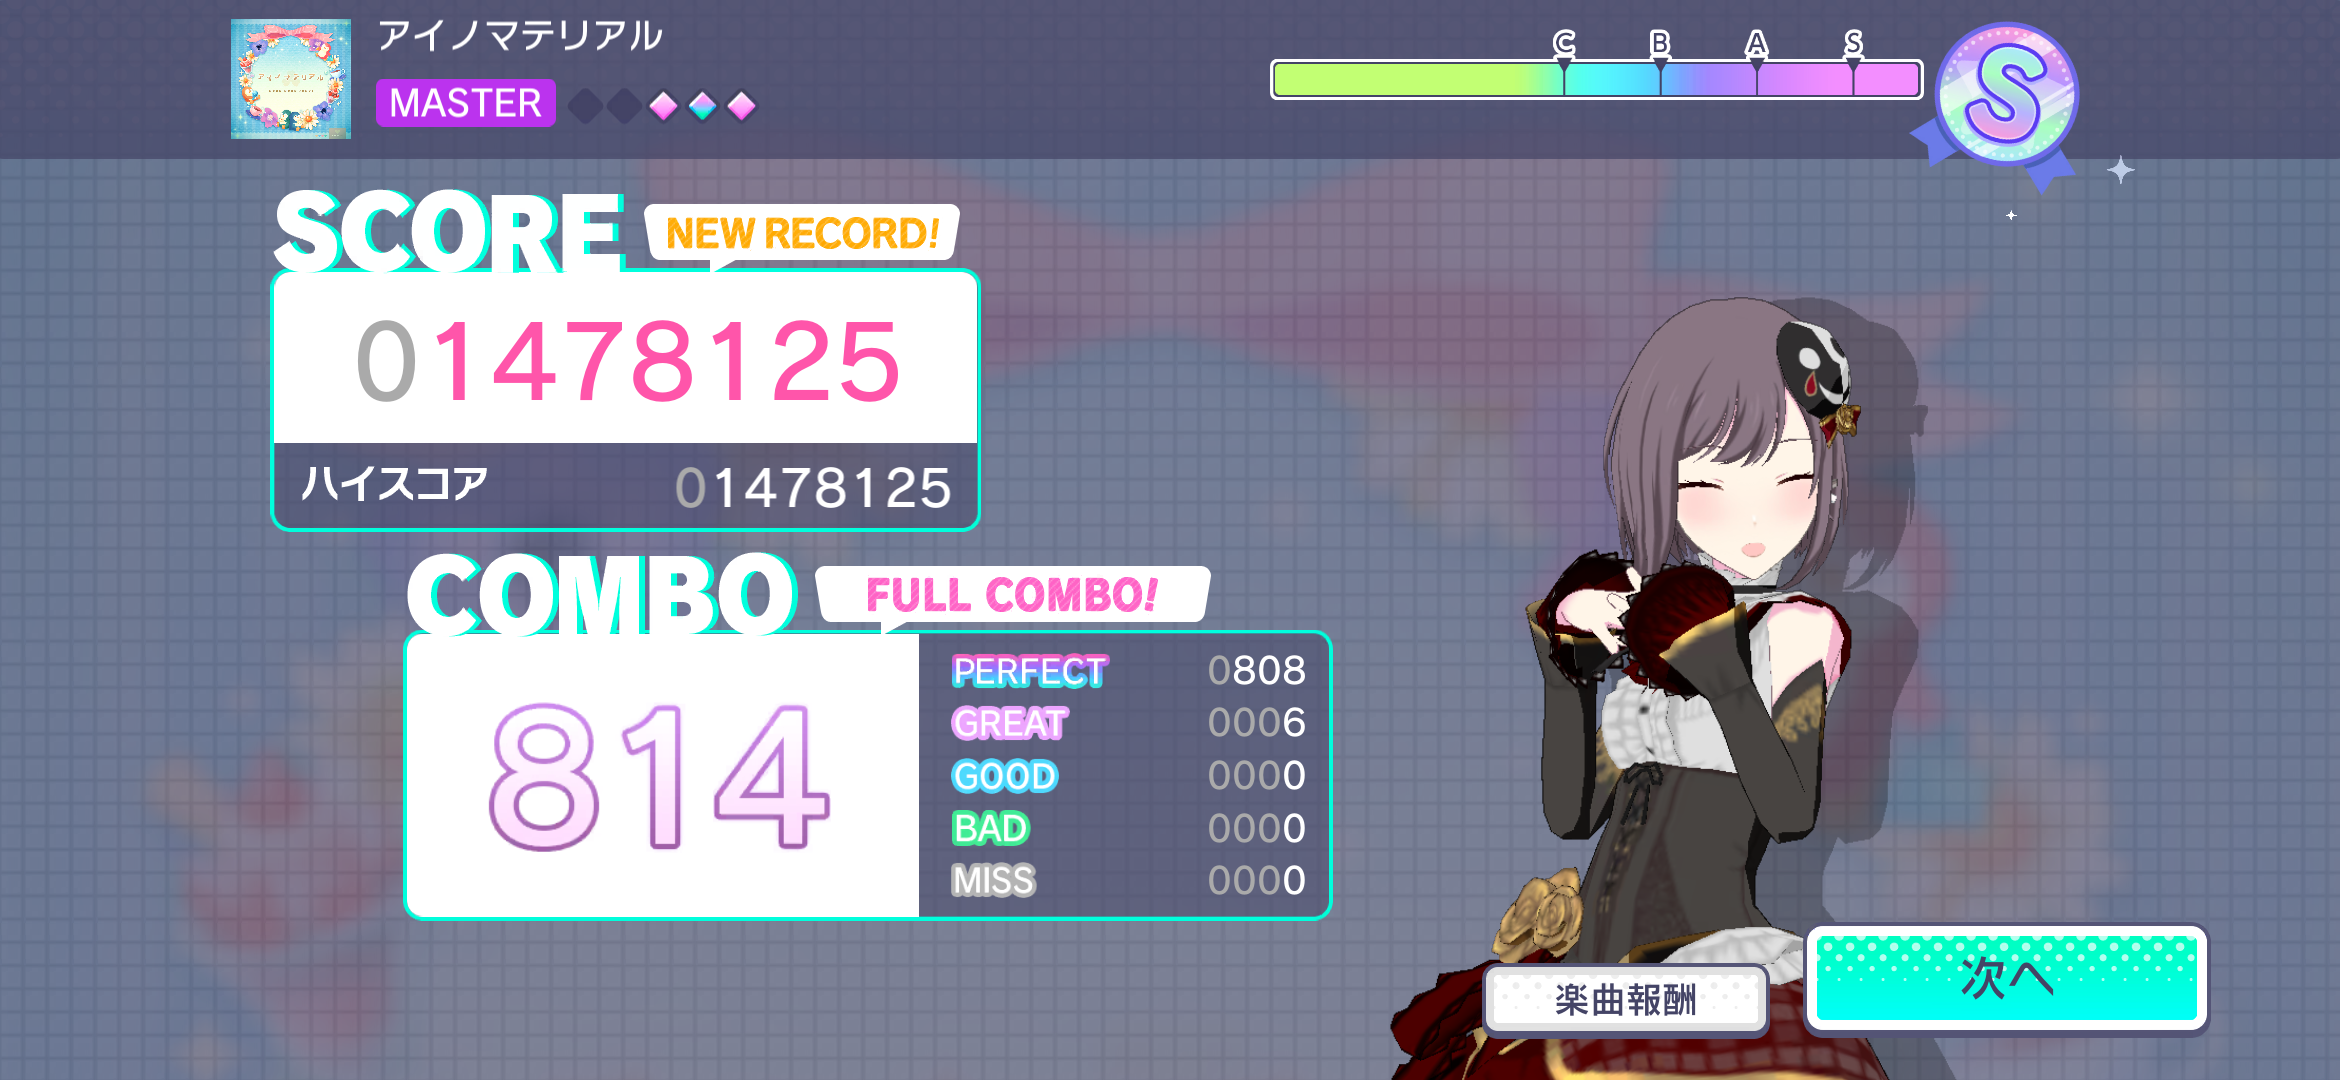 アイノマテリアル
MASTER
C B A S
S
SCORE
NEW RECORD!
01478125
ハイスコア 01478125
COMBO
FULL COMBO!
814
PERFECT 0808
GREAT 0006
GOOD 0000
BAD 0000
MISS 0000
楽曲報酬
次へ